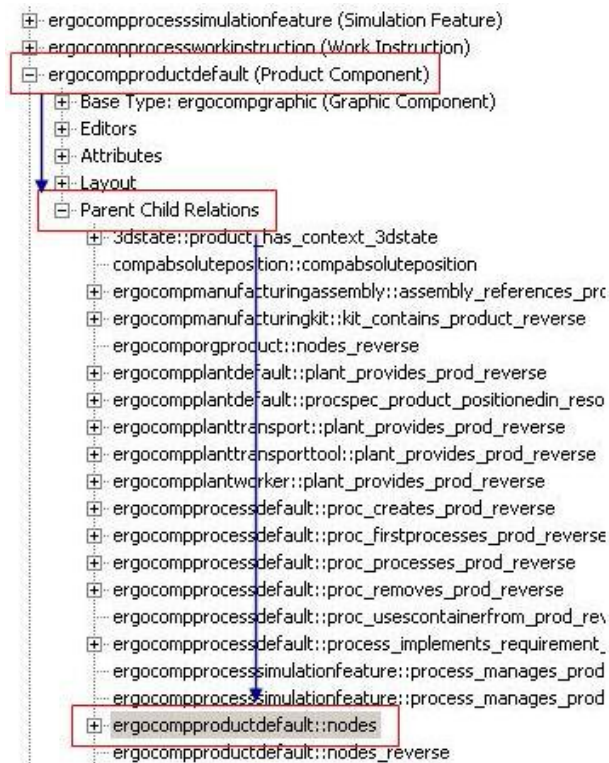 ergocompprocesssimulationfeature (Simulation Feature)
ergocompprocessworkinstruction (Work Instruction)
ergocompproductdefault (Product Component)
Base Type: ergocompgraphic (Graphic Component)
Editors
Attributes
Layout
Parent Child Relations
3dstate::product_has_context_3dstate
compabsoluteposition::compabsoluteposition
ergocompmanufacturingassembly::assembly_references_prc
ergocompmanufacturingkit::kit_contains_product_reverse
ergocomporgproduct::nodes_reverse
ergocompplantdefault::plant_provides_prod_reverse
ergocompplantdefault::procspec_product_positionedin_reso
ergocompplanttransport::plant_provides_prod_reverse
ergocompplanttransporttool::plant_provides_prod_reverse
ergocompplantworker::plant_provides_prod_reverse
ergocompprocessdefault::proc_creates_prod_reverse
ergocompprocessdefault::proc_firstprocesses_prod_reverse
ergocompprocessdefault::proc_processes_prod_reverse
ergocompprocessdefault::proc_removes_prod_reverse
ergocompprocessdefault::proc_usescontainerfrom_prod_rev
ergocompprocessdefault::process_implements_requirement_
ergocompprocesssimulationfeature::process_manages_prod
ergocompprocesssimulationfeature::process_manages_prod
ergocompproductdefault::nodes
ergocompproductdefault::nodes_reverse